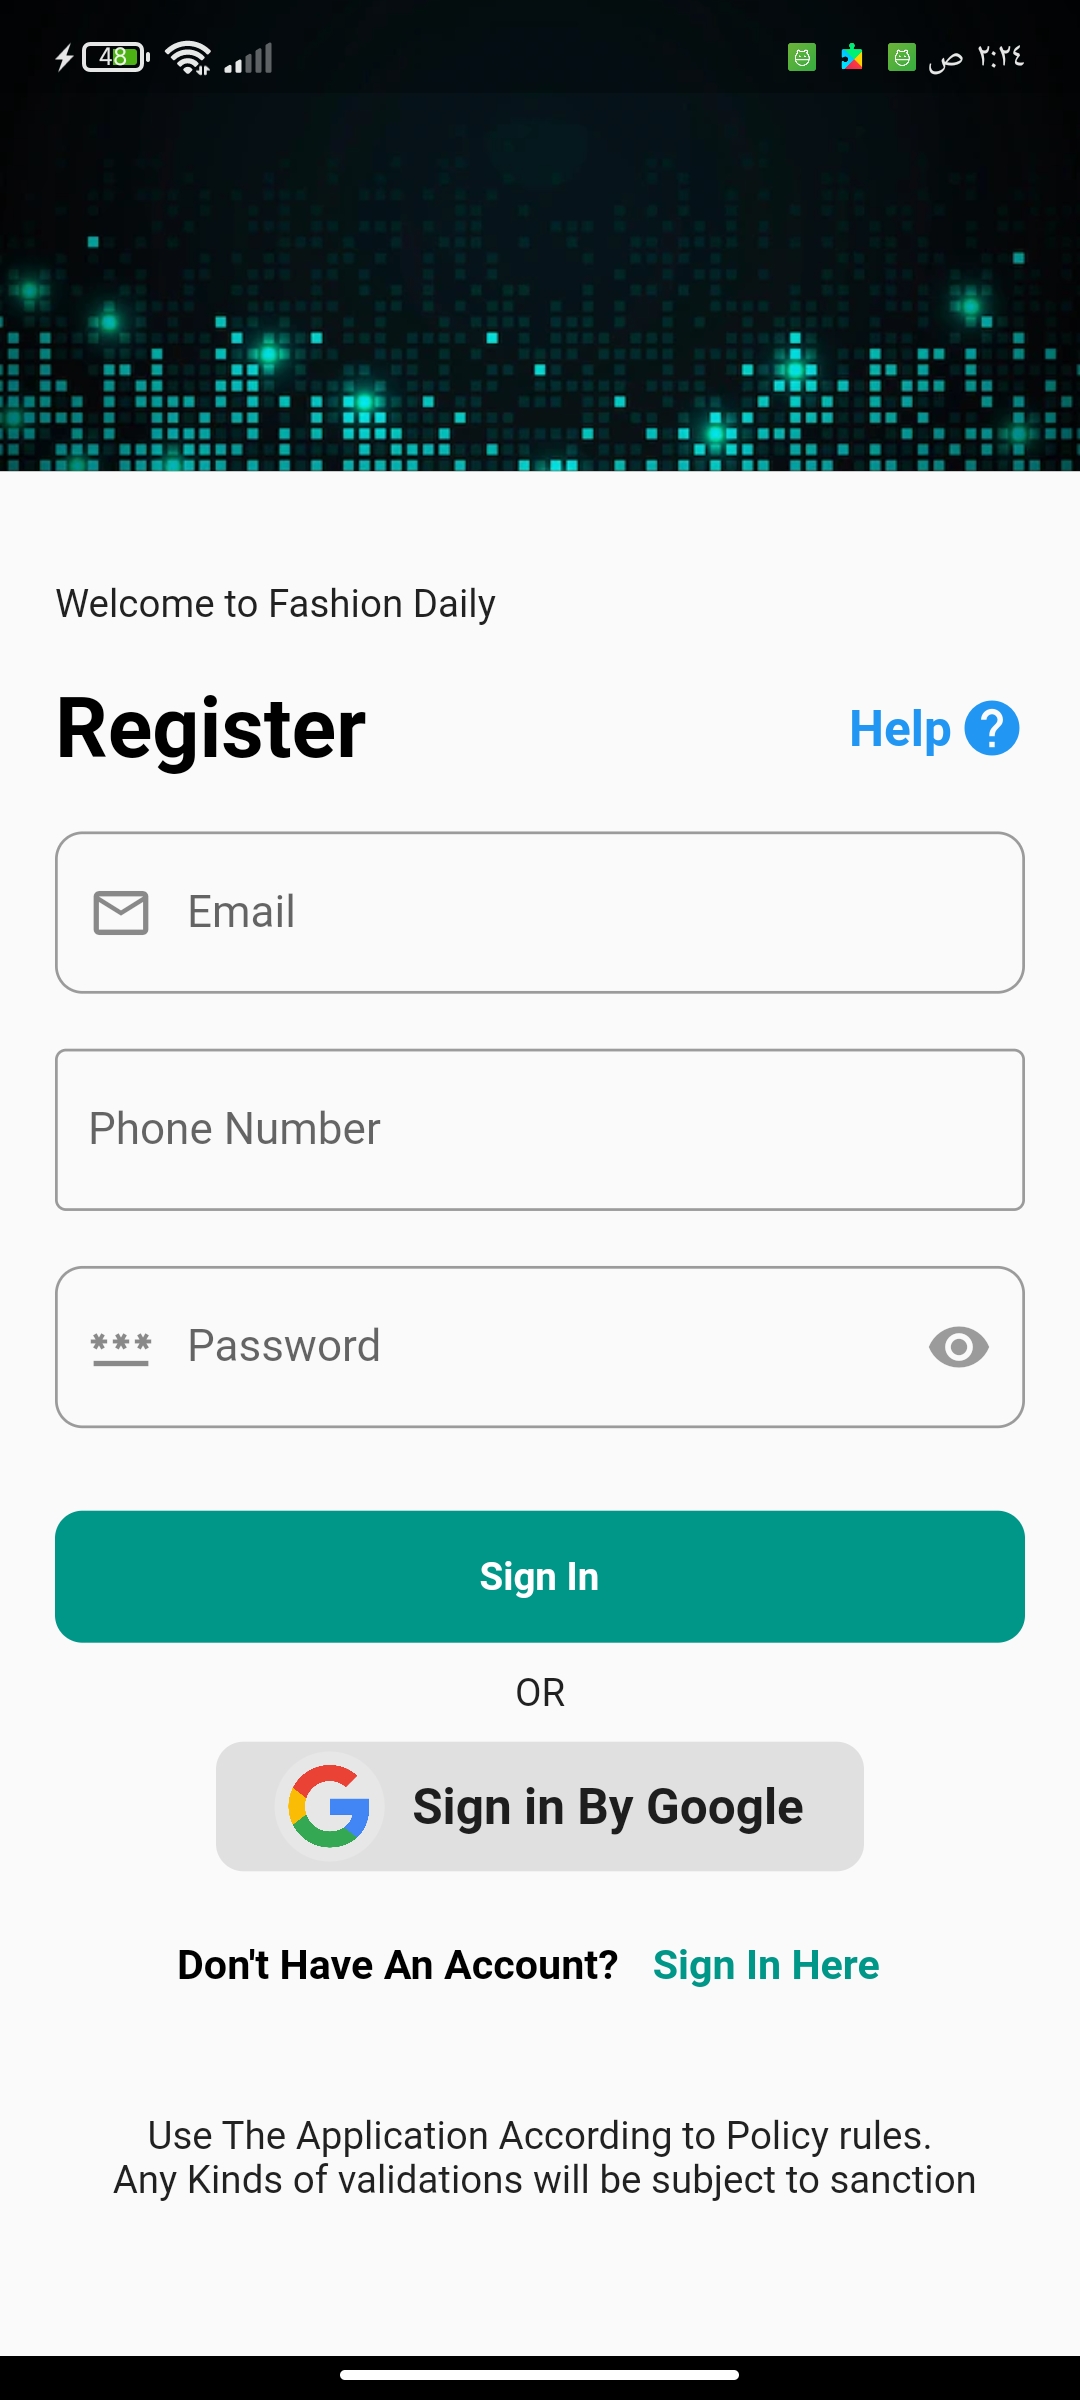 48
ص ٢:٢٤
Welcome to Fashion Daily
Register
Help
Email
Phone Number
Password
Sign In
OR
Sign in By Google
Don't Have An Account? Sign In Here
Use The Application According to Policy rules.
Any Kinds of validations will be subject to sanction